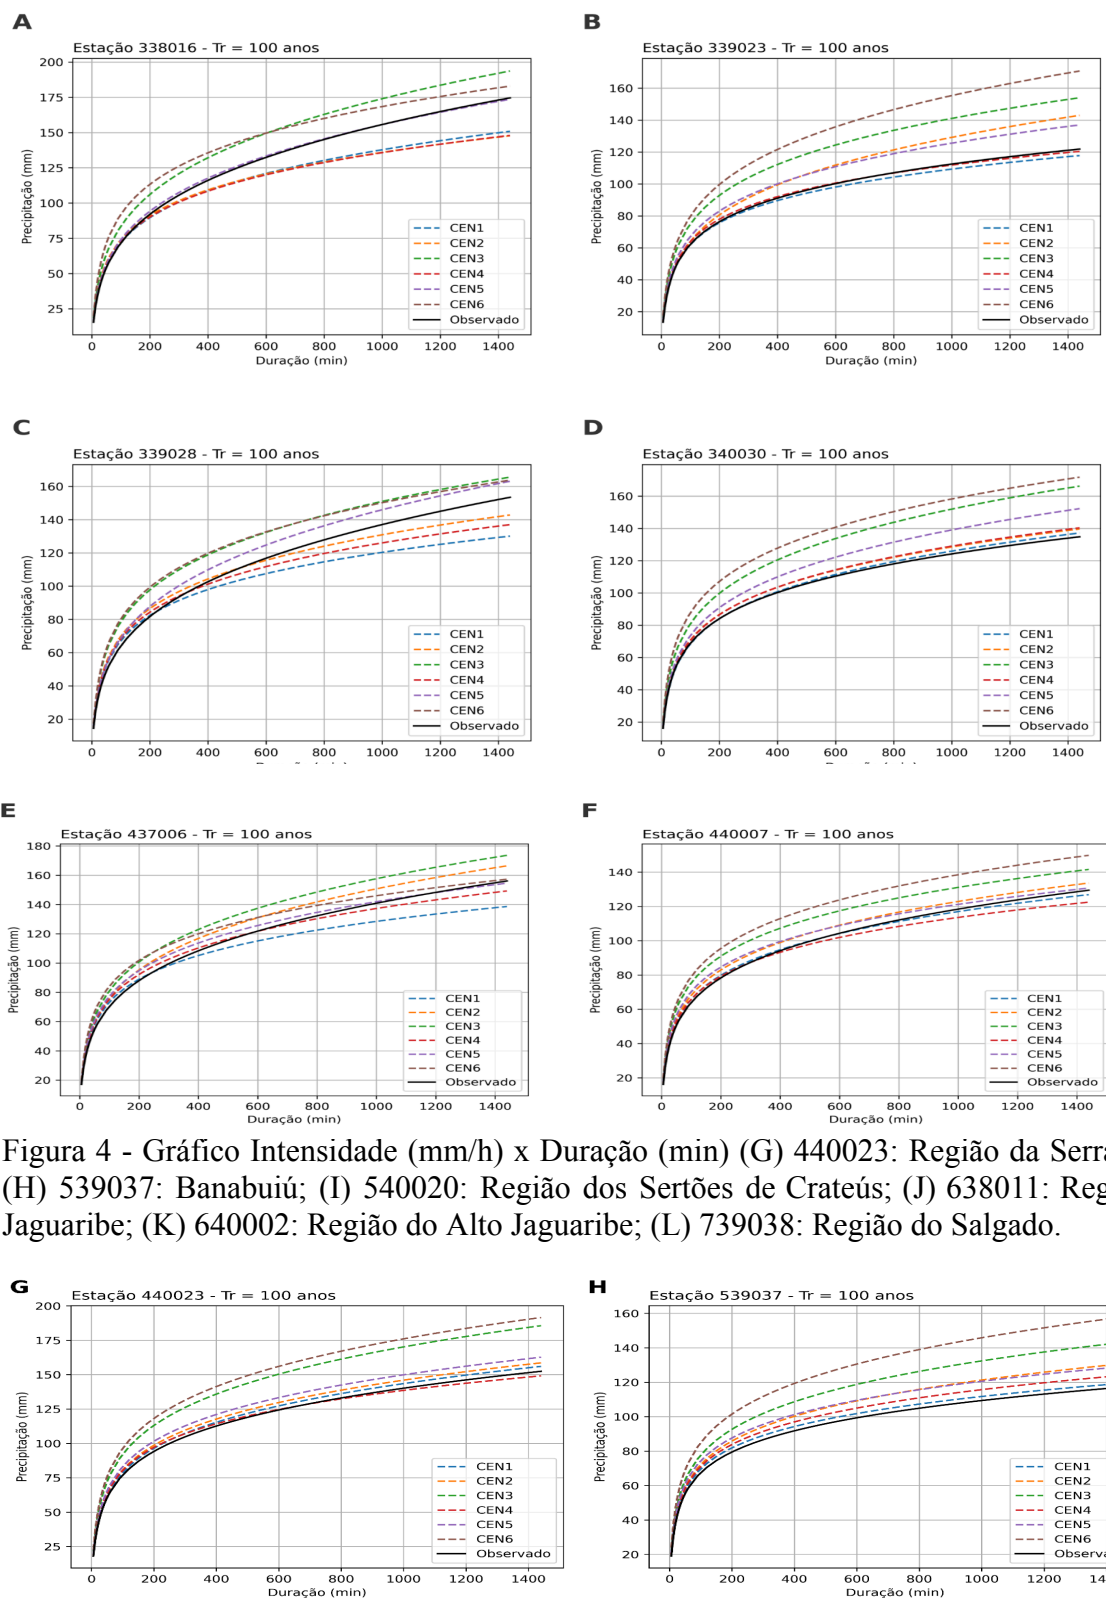 A
Estação 338016 - Tr = 100 anos
Precipitação (mm)
200
175
150
125
100
75
50
25
0 200 400 600 800 1000 1200 1400
Duração (min)
CEN1
CEN2
CEN3
CEN4
CEN5
CEN6
Observado
B
Estação 339023 - Tr = 100 anos
Precipitação (mm)
160
140
120
100
80
60
40
20
0 200 400 600 800 1000 1200 1400
Duração (min)
CEN1
CEN2
CEN3
CEN4
CEN5
CEN6
Observado
C
Estação 339028 - Tr = 100 anos
Precipitação (mm)
160
140
120
100
80
60
40
20
0 200 400 600 800 1000 1200 1400
CEN1
CEN2
CEN3
CEN4
CEN5
CEN6
Observado
D
Estação 340030 - Tr = 100 anos
Precipitação (mm)
160
140
120
100
80
60
40
20
0 200 400 600 800 1000 1200 1400
CEN1
CEN2
CEN3
CEN4
CEN5
CEN6
Observado
E
Estação 437006 - Tr = 100 anos
Precipitação (mm)
180
160
140
120
100
80
60
40
20
0 200 400 600 800 1000 1200 1400
Duração (min)
CEN1
CEN2
CEN3
CEN4
CEN5
CEN6
Observado
F
Estação 440007 - Tr = 100 anos
Precipitação (mm)
140
120
100
80
60
40
20
0 200 400 600 800 1000 1200 1400
Duração (min)
CEN1
CEN2
CEN3
CEN4
CEN5
CEN6
Observado
Figura 4 - Gráfico Intensidade (mm/h) x Duração (min) (G) 440023: Região da Serra
(H) 539037: Banabuiú; (I) 540020: Região dos Sertões de Crateús; (J) 638011: Reg
Jaguaribe; (K) 640002: Região do Alto Jaguaribe; (L) 739038: Região do Salgado.
G
Estação 440023 - Tr = 100 anos
Precipitação (mm)
200
175
150
125
100
75
50
25
0 200 400 600 800 1000 1200 1400
Duração (min)
CEN1
CEN2
CEN3
CEN4
CEN5
CEN6
Observado
H
Estação 539037 - Tr = 100 anos
Precipitação (mm)
160
140
120
100
80
60
40
20
0 200 400 600 800 1000 1200 140
Duração (min)
CEN1
CEN2
CEN3
CEN4
CEN5
CEN6
Observa